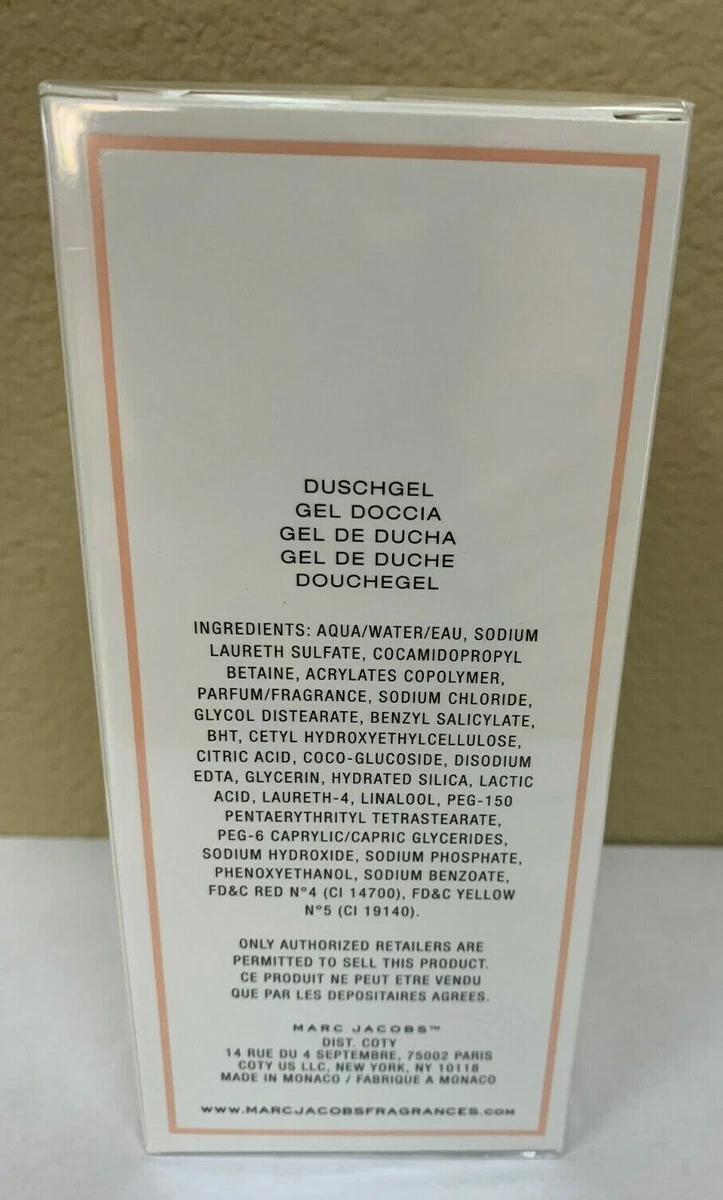 DUSCHGEL
GEL DOCCIA
GEL DE DUCHA
GEL DE DUCHE
DOUCHEGEL
INGREDIENTS: AQUA/WATER/EAU, SODIUM
LAURETH SULFATE, COCAMIDOPROPYL
BETAINE, ACRYLATES COPOLYMER,
PARFUM/FRAGRANCE, SODIUM CHLORIDE,
GLYCOL DISTEARATE, BENZYL SALICYLATE,
BHT, CETYL HYDROXYETHYLCELLULOSE,
CITRIC ACID, COCO-GLUCOSIDE, DISODIUM
EDTA, GLYCERIN, HYDRATED SILICA, LACTIC
ACID, LAURETH-4, LINALOOL, PEG-150
PENTAERYTHRITYL TETRASTEARATE,
PEG-6 CAPRYLIC/CAPRIC GLYCERIDES,
SODIUM HYDROXIDE, SODIUM PHOSPHATE,
PHENOXYETHANOL, SODIUM BENZOATE,
FD&C RED N°4 (CI 14700), FD&C YELLOW
N°5 (CI 19140).
ONLY AUTHORIZED RETAILERS ARE
PERMITTED TO SELL THIS PRODUCT.
CE PRODUIT NE PEUT ETRE VENDU
QUE PAR LES DEPOSITAIRES AGREES.
MARC JACOBS™
DIST. COTY
14 RUE DU 4 SEPTEMBRE, 75002 PARIS
COTY US LLC, NEW YORK, NY 10118
MADE IN MONACO / FABRIQUE A MONACO
WWW.MARCJACOBSFRAGRANCES.COM